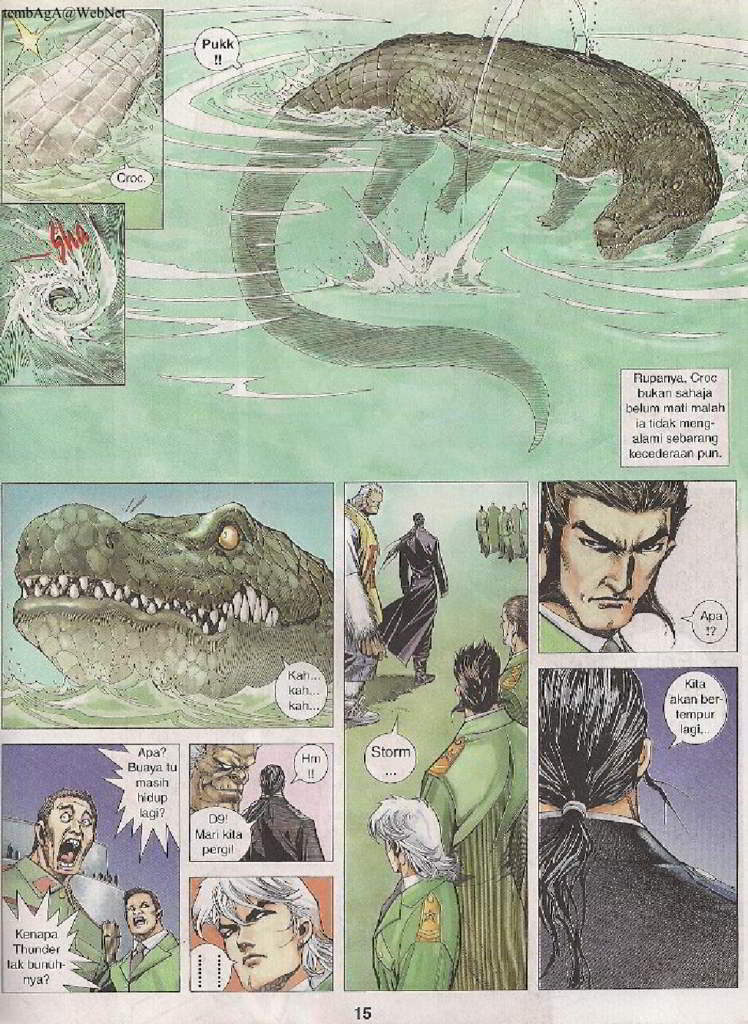 tembAgA@WebNet
Pukk
!!
Croc.
Sha
Rupanya, Croc
bukan sahaja
belum mati malah
ia tidak meng-
alami sebarang
kecederaan pun.
Kah...
kah...
kah...
Apa?
Buaya tu
masih
hidup
lagi?
Kenapa
Thunder
tak bunuh-
nya?
Hm
!!
D9!
Mari kita
pergi!
Storm
...
Apa
!?
Kita
akan ber-
tempur
lagi,..
15